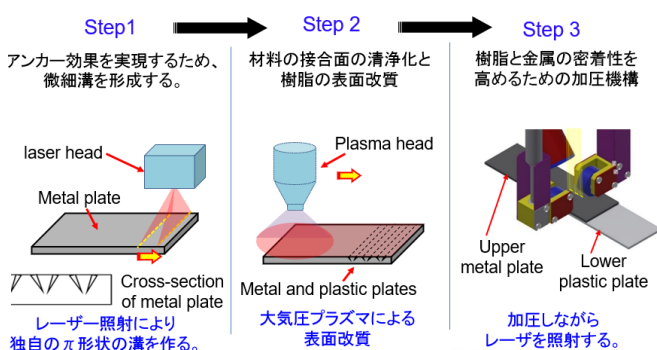 Step1
アンカー効果を実現するため、
微細溝を形成する。
laser head
Metal plate
Cross-section
of metal plate
レーザー照射により
独自のπ形状の溝を作る。
Step 2
材料の接合面の清浄化と
樹脂の表面改質
Plasma head
Metal and plastic plates
大気圧プラズマによる
表面改質
Step 3
樹脂と金属の密着性を
高めるための加圧機構
Upper
metal plate
Lower
plastic plate
加圧しながら
レーザを照射する。